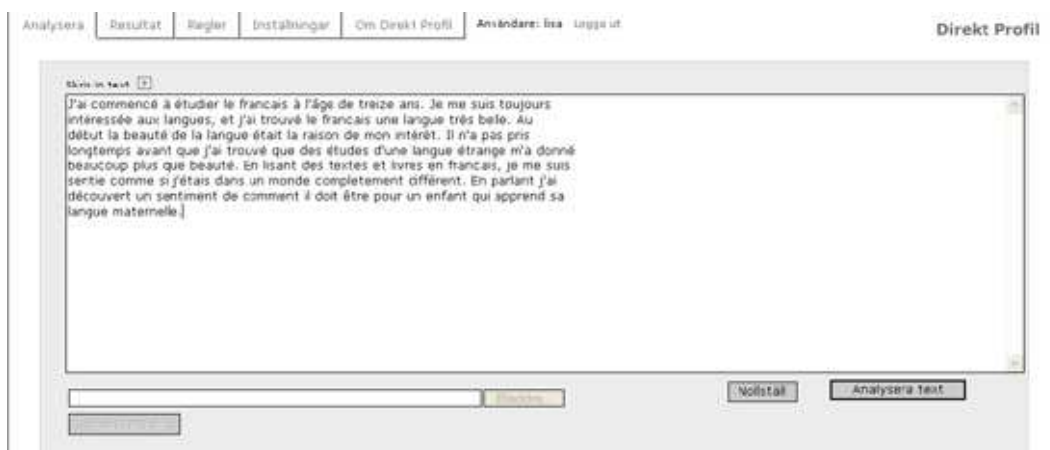 Analysera Resultat Regler Inställningar Om Direkt Profil Användare: lisa Logga ut
Direkt Profil
Skriv in text
J'ai commencé à étudier le francais à l'âge de treize ans. Je me suis toujours
intéressée aux langues, et j'ai trouvé le francais une langue très belle. Au
début la beauté de la langue était la raison de mon intérêt. Il n'a pas pris
longtemps avant que j'ai trouvé que des études d'une langue étrange m'a donné
beaucoup plus que beauté. En lisant des textes et livres en francais, je me suis
sertie comme si j'étais dans un monde completement différent. En parlant j'ai
découvert un sentiment de comment il doit être pour un enfant qui apprend sa
langue maternelle.
Nollställ Analysera text